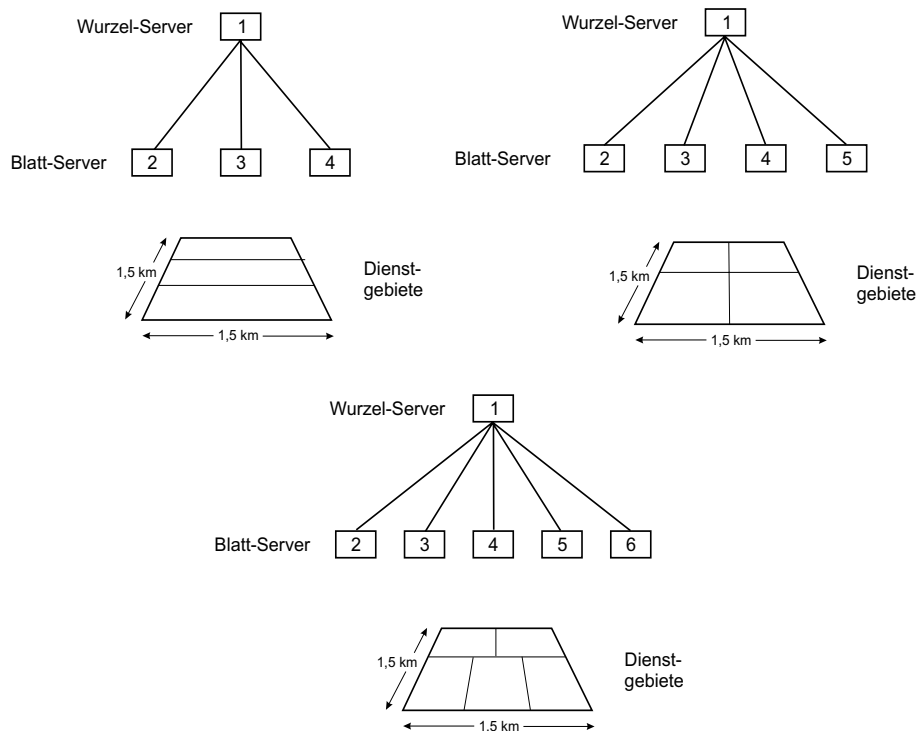 Wurzel-Server 1
Blatt-Server 2 3 4
1,5 km
Dienst-
gebiete
1,5 km
Wurzel-Server 1
Blatt-Server 2 3 4 5
1,5 km
Dienst-
gebiete
1,5 km
Wurzel-Server 1
Blatt-Server 2 3 4 5 6
1,5 km
Dienst-
gebiete
1,5 km